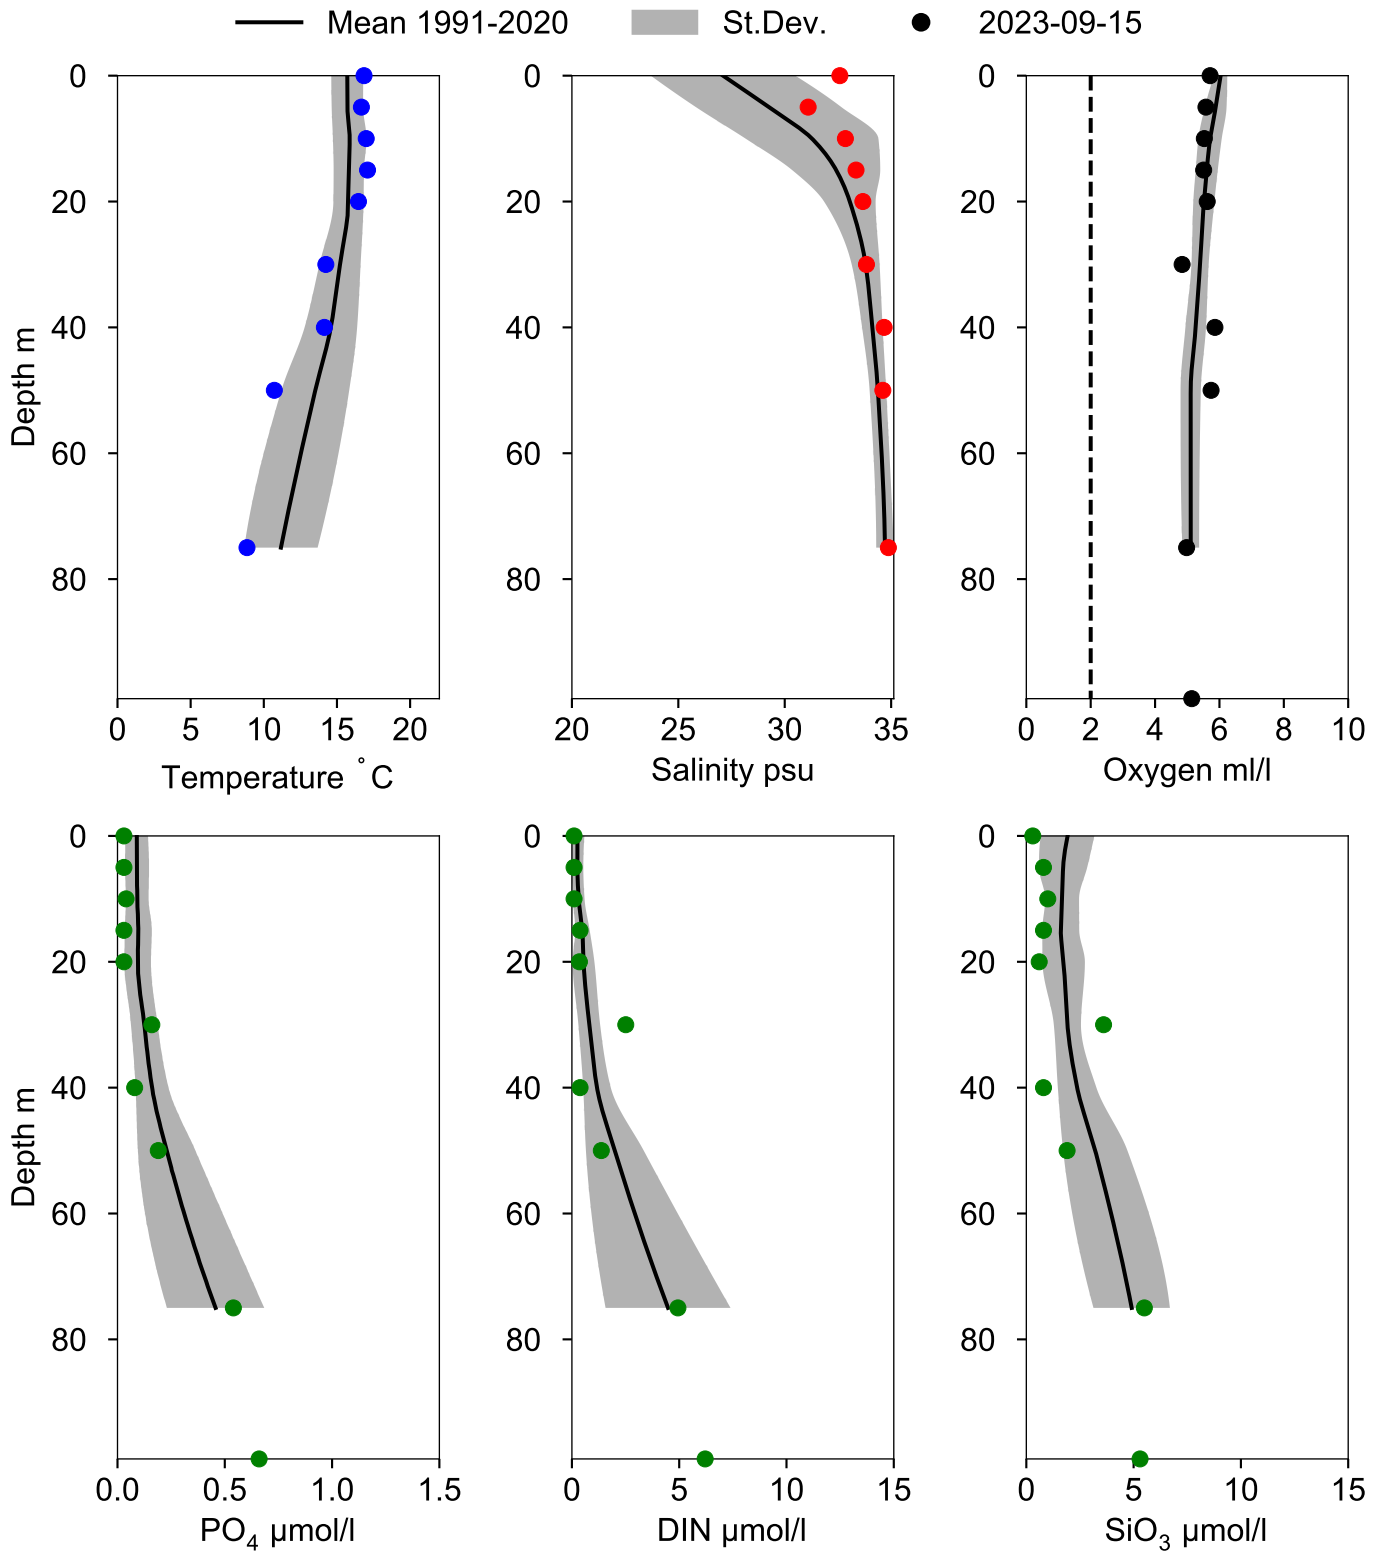 Mean 1991-2020 St.Dev. 2023-09-15
0 0 0
20 20 20
40 40 40
60 60 60
80 80 80
Depth m
0 5 10 15 20 20 25 30 35 0 2 4 6 8 10
Temperature °C Salinity psu Oxygen ml/l
0 0 0
20 20 20
40 40 40
60 60 60
80 80 80
Depth m
0.0 0.5 1.0 1.5 0 5 10 15 0 5 10 15
PO₄ µmol/l DIN µmol/l SiO₃ µmol/l